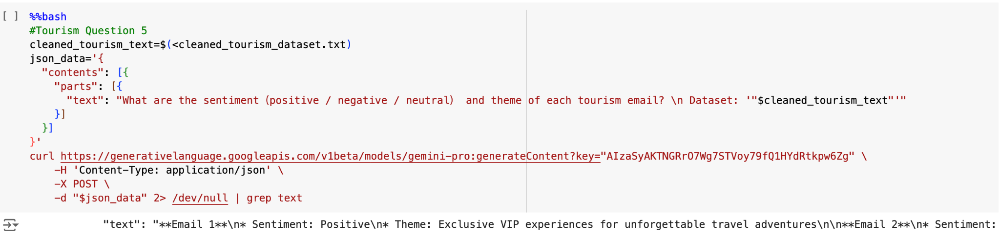 [ ] %%bash
#Tourism Question 5
cleaned_tourism_text=$(<cleaned_tourism_dataset.txt)
json_data='{
"contents": [{
"parts": [{
"text": "What are the sentiment (positive / negative / neutral)  and theme of each tourism email? \n Dataset: '"$cleaned_tourism_text"'"
}]
}]
}'
curl https://generativelanguage.googleapis.com/v1beta/models/gemini-pro:generateContent?key="AIzaSyAKTNGRrO7Wg7STVoy79fQ1HYdRtkpw6Zg" \
-H 'Content-Type: application/json' \
-X POST \
-d "$json_data" 2> /dev/null | grep text
"text": "**Email 1**\n* Sentiment: Positive\n* Theme: Exclusive VIP experiences for unforgettable travel adventures\n\n**Email 2**\n* Sentiment: